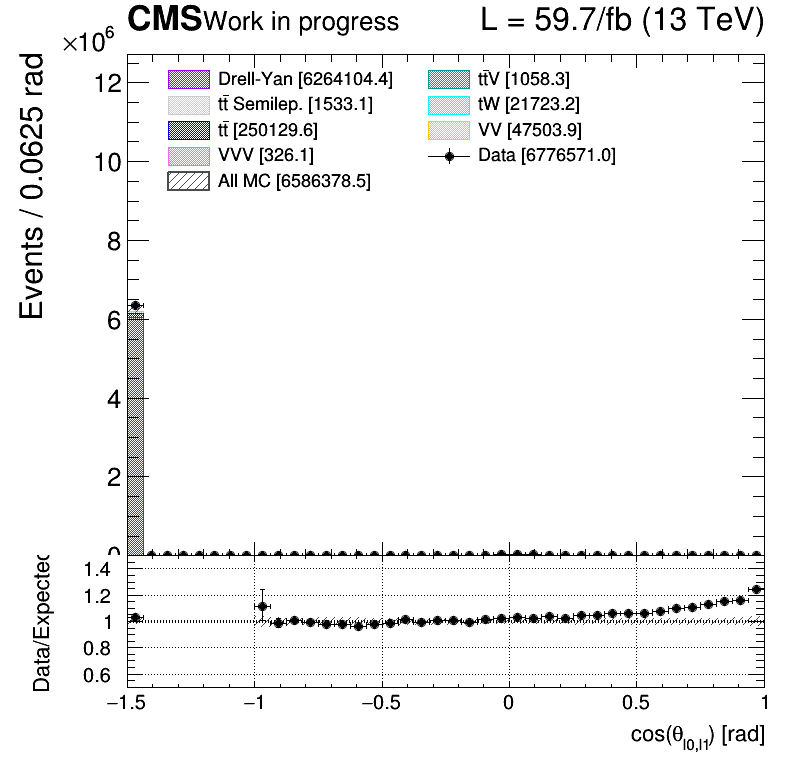 CMS Work in progress L = 59.7/fb (13 TeV)
×10⁶
Events / 0.0625 rad
12
10
8
6
4
2
0
Drell-Yan [6264104.4]
tt̄ Semilep. [1533.1]
tt̄ [250129.6]
VVV [326.1]
All MC [6586378.5]
tt̄V [1058.3]
tW [21723.2]
VV [47503.9]
Data [6776571.0]
Data/Expected
1.4
1.2
1
0.8
0.6
−1.5 −1 −0.5 0 0.5 1
cos(θ_l0,l1) [rad]